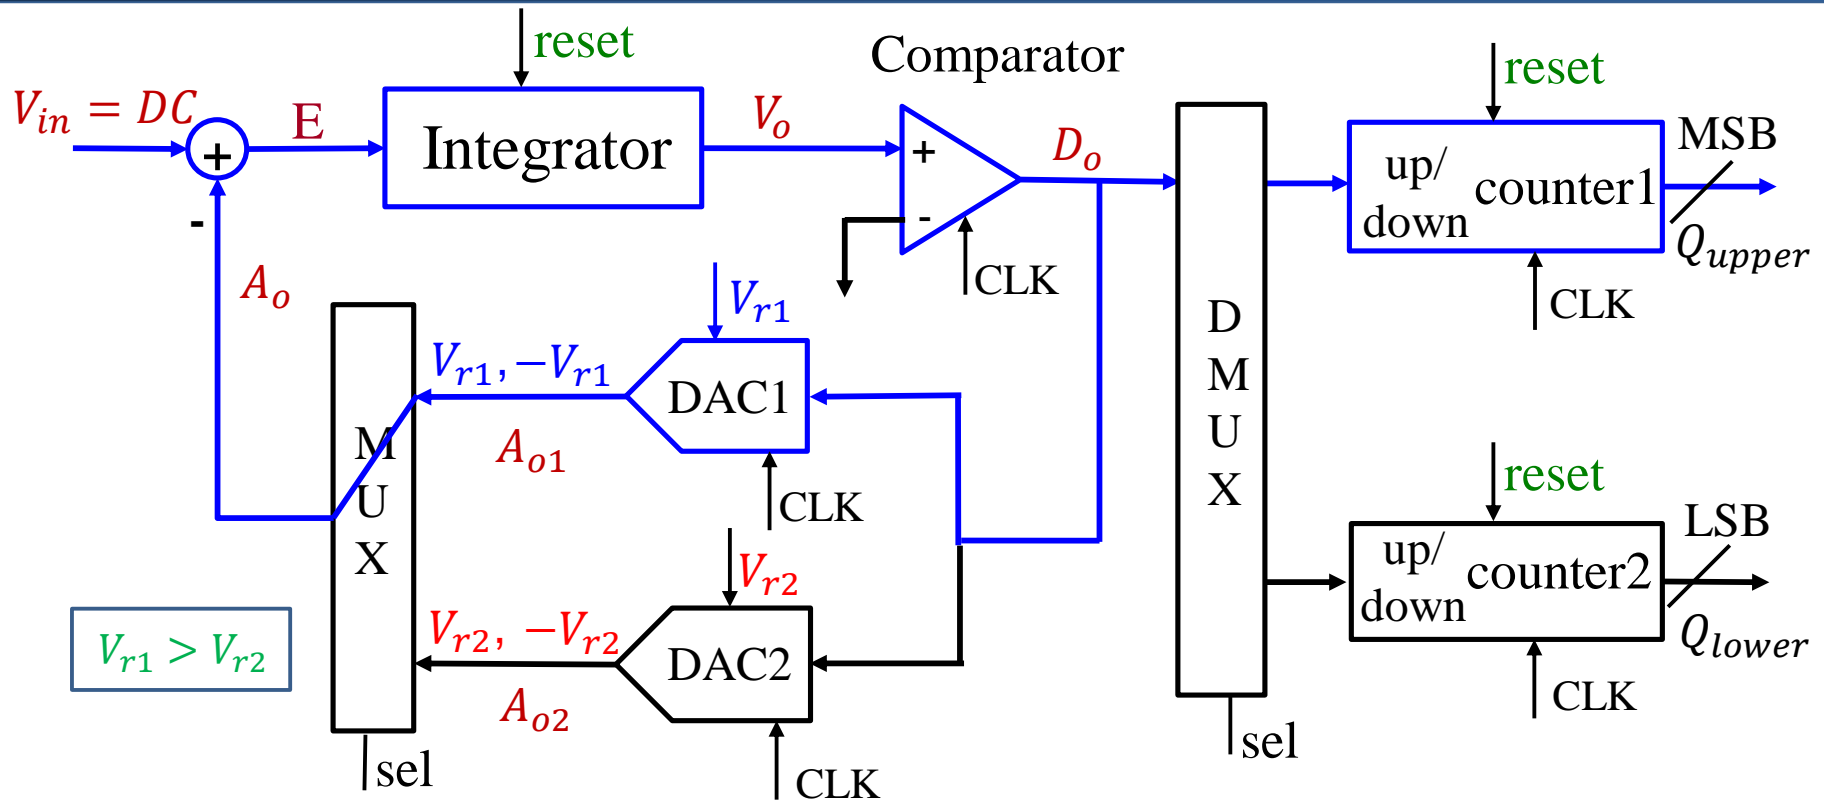 reset
Comparator
reset
V_in = DC
E
Integrator
V_o
+
D_o
MSB
+
-
up/
down
counter1
-
CLK
Q_upper
A_o
V_r1
CLK
D
M
U
X
V_r1, −V_r1
DAC1
M
U
X
A_o1
CLK
reset
LSB
V_r2
up/
down
counter2
V_r1 > V_r2
V_r2, −V_r2
DAC2
Q_lower
A_o2
CLK
sel
sel
CLK